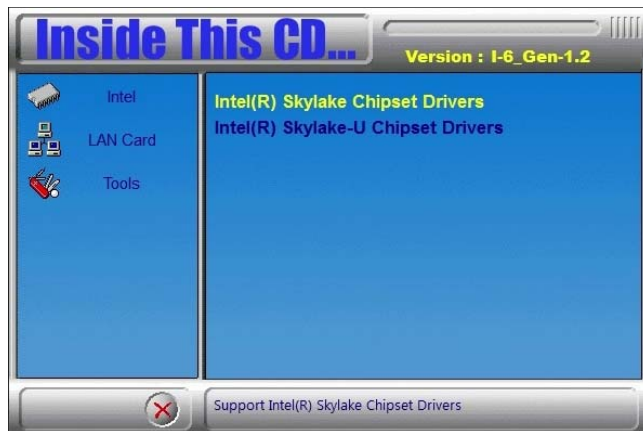 Inside This CD...
Version : I-6_Gen-1.2
Intel
LAN Card
Tools
Intel(R) Skylake Chipset Drivers
Intel(R) Skylake-U Chipset Drivers
Support Intel(R) Skylake Chipset Drivers